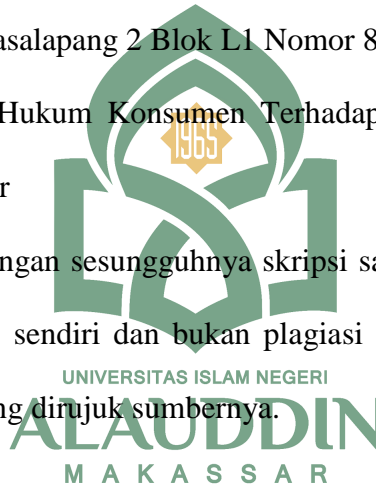 asalapang 2 Blok L1 Nomor 8
Hukum Konsumen Terhadap
r
1965
ngan sesungguhnya skripsi sa
sendiri dan bukan plagiasi
UNIVERSITAS ISLAM NEGERI
ng dirujuk sumbernya.
ALAUDDIN
MAKASSAR